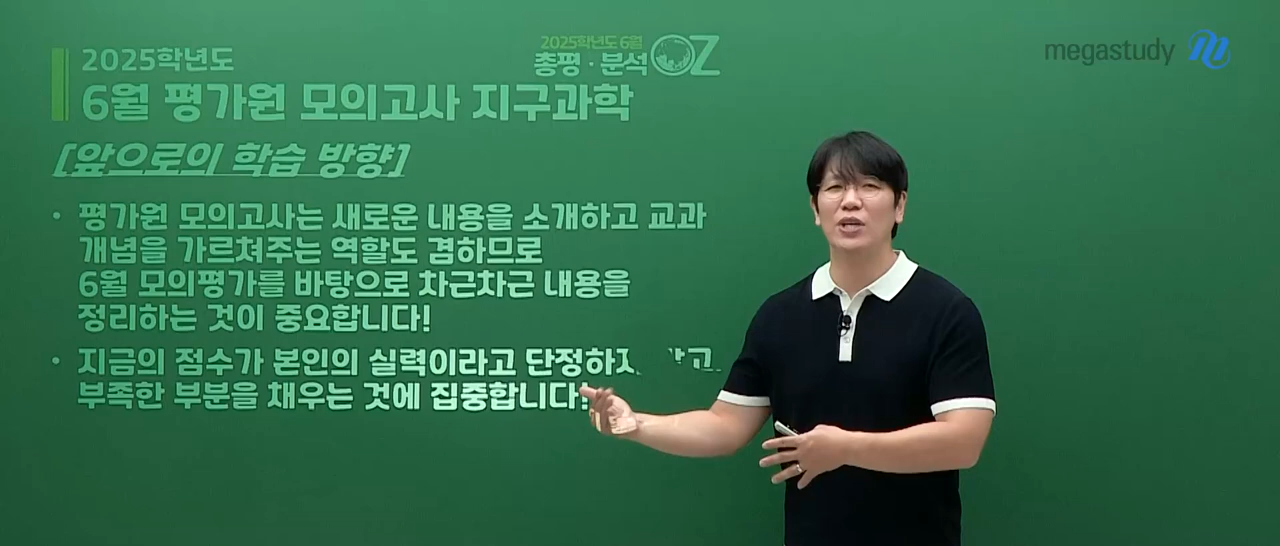 2025학년도
6월 평가원 모의고사 지구과학
2025학년도 6월
총평·분석 OZ
megastudy
[앞으로의 학습 방향]
• 평가원 모의고사는 새로운 내용을 소개하고 교과
개념을 가르쳐주는 역할도 겸하므로
6월 모의평가를 바탕으로 차근차근 내용을
정리하는 것이 중요합니다!
• 지금의 점수가 본인의 실력이라고
부족한 부분을 채우는 것에 집중합니다!